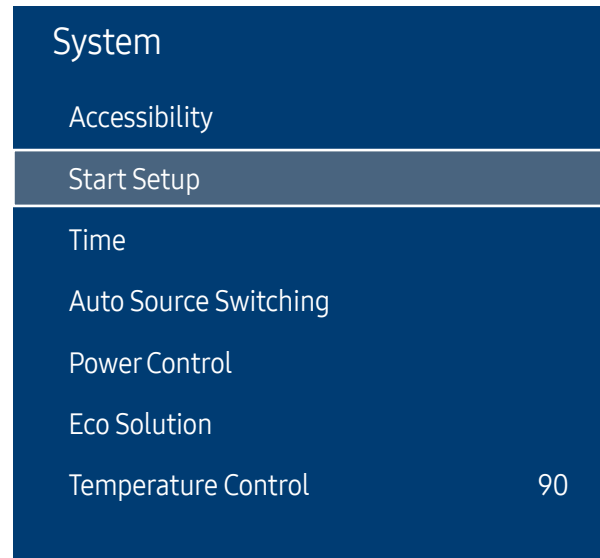 System
Accessibility
Start Setup
Time
Auto Source Switching
Power Control
Eco Solution
Temperature Control 90